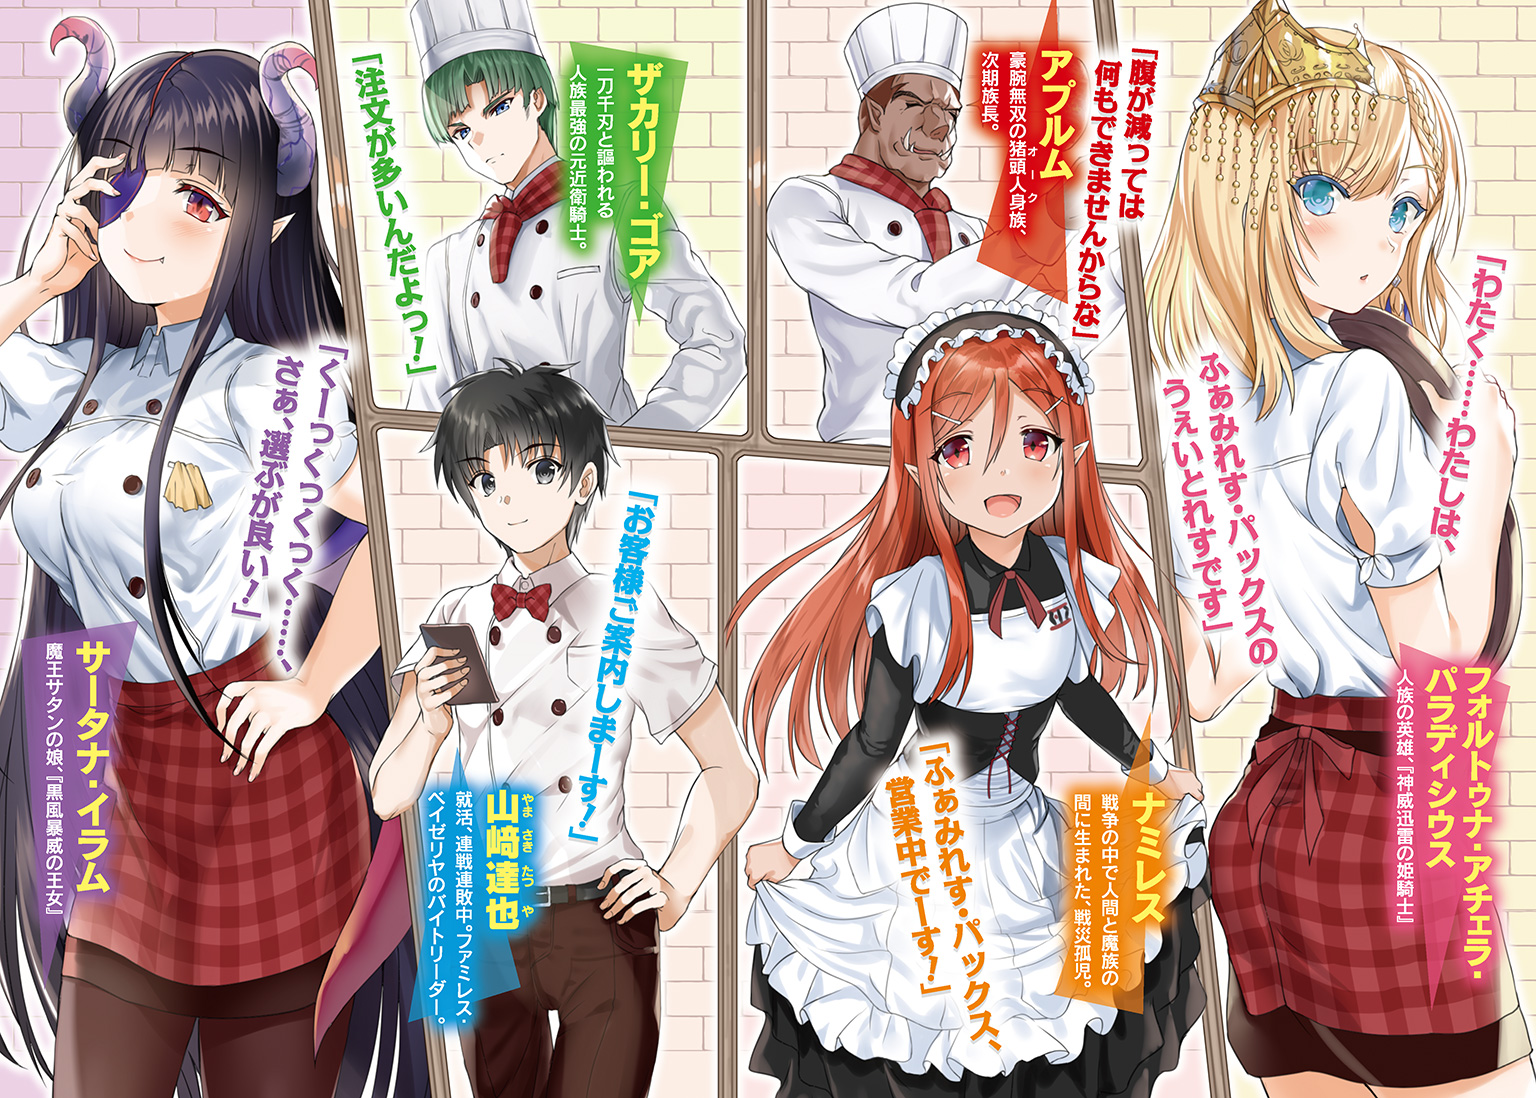 「わたく……わたしは、
ふぁみれす・パックスの
うぇいとれすです」
フォルトゥナ・アチェラ・
パラディシウス
人族の英雄、『神威迅雷の姫騎士』
「腹が減っては
何もできませんからな」
アプルム
豪腕無双の猪頭人身族、
オーク
次期族長。
「ふぁみれす・パックス、
営業中でーす！」
ナミレス
戦争の中で人間と魔族の
間に生まれた、戦災孤児。
ザカリー・ゴア
一刀千刃と謳われる
人族最強の元近衛騎士。
「注文が多いんだよっ！」
「お客様ご案内しまーす！」
山﨑達也
やまさきたつや
就活、連戦連敗中。ファミレス・
ベイゼリヤのバイトリーダー。
「くーっくっくっく……、
さぁ、選ぶが良い！」
サータナ・イラム
魔王サタンの娘、『黒風暴威の王女』